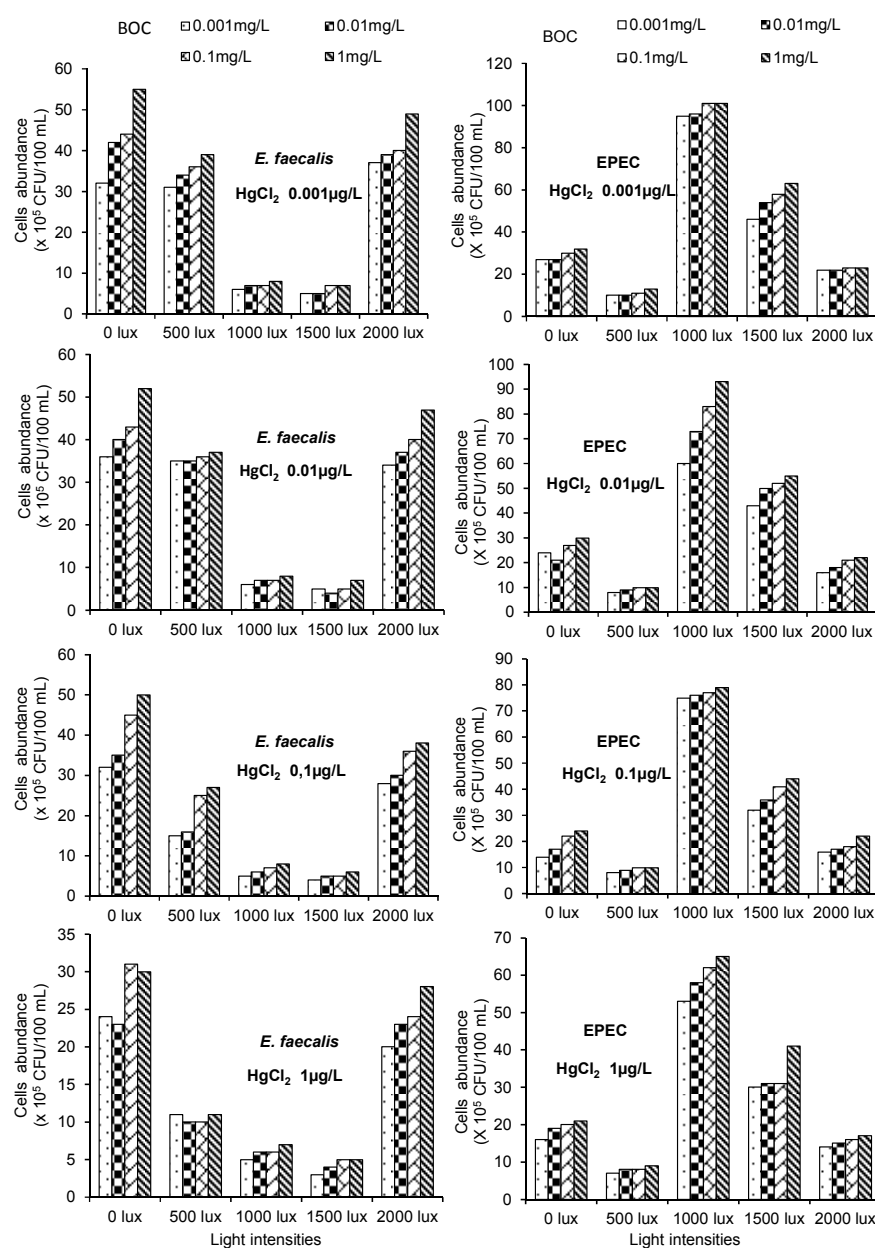 BOC 0.001mg/L 0.01mg/L
0.1mg/L 1mg/L
Cells abundance
(x 10⁵ CFU/100 mL)
60
50
40
30
20
10
0
E. faecalis
HgCl₂ 0.001µg/L
0 lux 500 lux 1000 lux 1500 lux 2000 lux
BOC 0.001mg/L 0.01mg/L
0.1mg/L 1mg/L
Cells abundance
(X 10⁵ CFU/100 mL)
120
100
80
60
40
20
0
EPEC
HgCl₂ 0.001µg/L
0 lux 500 lux 1000 lux 1500 lux 2000 lux
Cells abundance
(x 10⁵ CFU/100 mL)
60
50
40
30
20
10
0
E. faecalis
HgCl₂ 0.01µg/L
0 lux 500 lux 1000 lux 1500 lux 2000 lux
Cells abundance
(X 10⁵ CFU/100 mL)
100
90
80
70
60
50
40
30
20
10
0
EPEC
HgCl₂ 0.01µg/L
0 lux 500 lux 1000 lux 1500 lux 2000 lux
Cells abundance
(x 10⁵ CFU/100 mL)
60
50
40
30
20
10
0
E. faecalis
HgCl₂ 0,1µg/L
0 lux 500 lux 1000 lux 1500 lux 2000 lux
Cells abundance
(X 10⁵ CFU/100 mL)
90
80
70
60
50
40
30
20
10
0
EPEC
HgCl₂ 0.1µg/L
0 lux 500 lux 1000 lux 1500 lux 2000 lux
Cells abundance
(x 10⁵ CFU/100 mL)
35
30
25
20
15
10
5
0
E. faecalis
HgCl₂ 1µg/L
0 lux 500 lux 1000 lux 1500 lux 2000 lux
Light intensities
Cells abundance
(X 10⁵ CFU/100 mL)
70
60
50
40
30
20
10
0
EPEC
HgCl₂ 1µg/L
0 lux 500 lux 1000 lux 1500 lux 2000 lux
Light intensities